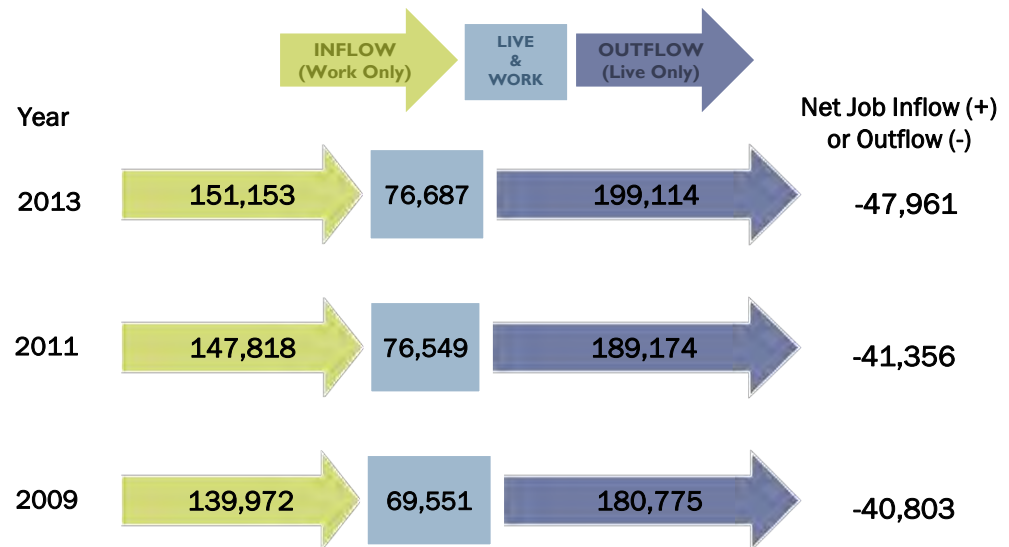 INFLOW
(Work Only)
LIVE
&
WORK
OUTFLOW
(Live Only)
Year
Net Job Inflow (+)
or Outflow (-)
2013
151,153
76,687
199,114
-47,961
2011
147,818
76,549
189,174
-41,356
2009
139,972
69,551
180,775
-40,803